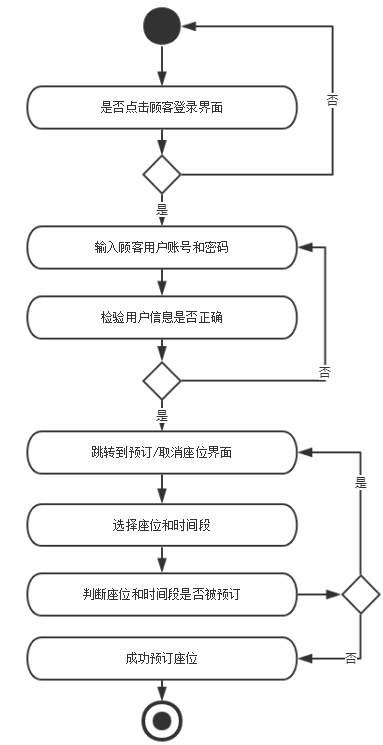 是否点击顾客登录界面
否
是
输入顾客用户账号和密码
检验用户信息是否正确
否
是
跳转到预订/取消座位界面
是
选择座位和时间段
判断座位和时间段是否被预订
否
成功预订座位